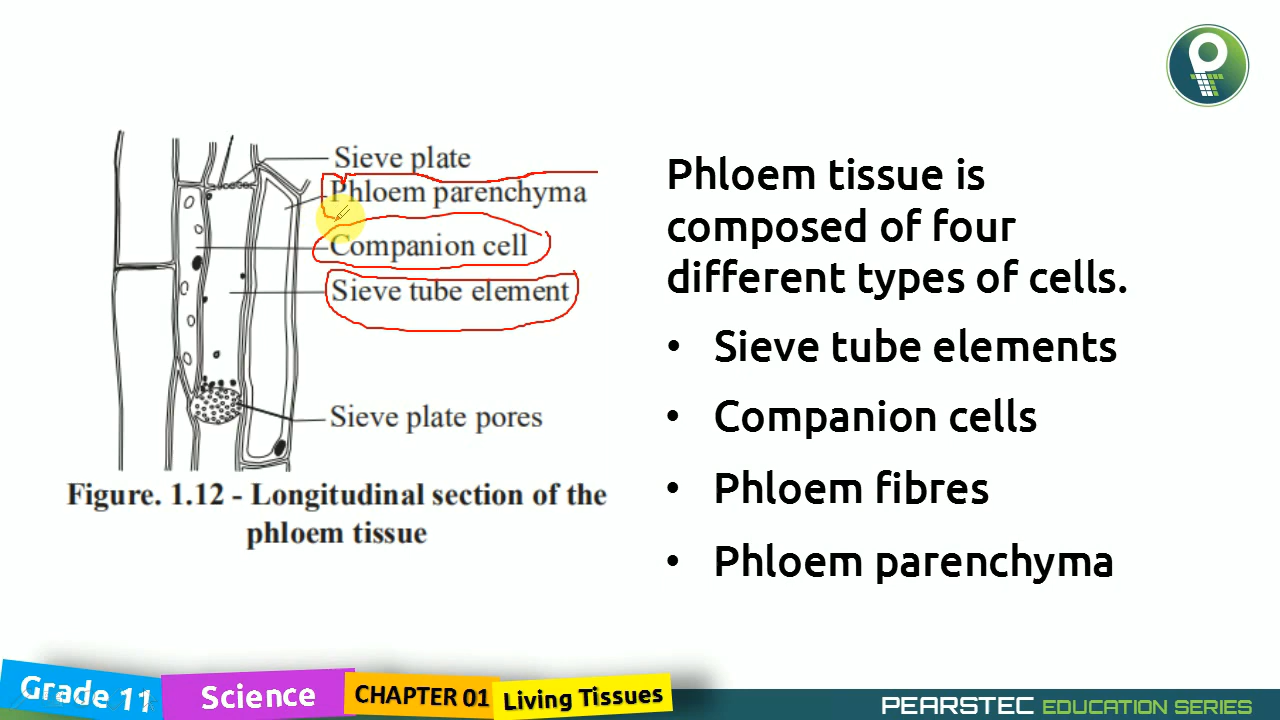 Sieve plate
Phloem parenchyma
Companion cell
Sieve tube element
Sieve plate pores
Figure. 1.12 - Longitudinal section of the
phloem tissue
Phloem tissue is
composed of four
different types of cells.
• Sieve tube elements
• Companion cells
• Phloem fibres
• Phloem parenchyma
Grade 11 Science CHAPTER 01 Living Tissues
PEARSTEC EDUCATION SERIES